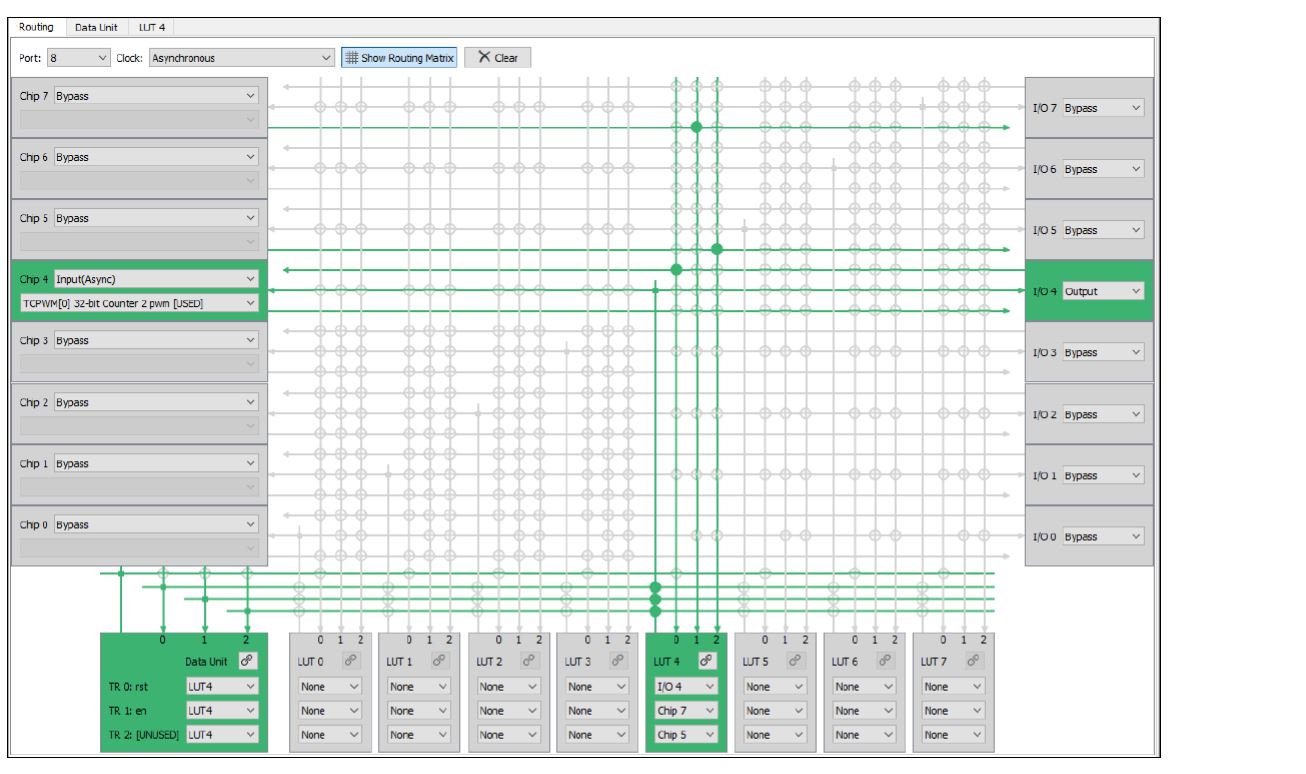 Routing Data Unit LUT 4
Port: 8 Clock: Asynchronous Show Routing Matrix Clear
Chip 7 Bypass
I/O 7 Bypass
Chip 6 Bypass
I/O 6 Bypass
Chip 5 Bypass
I/O 5 Bypass
Chip 4 Input(Async)
TCPWM[0] 32-bit Counter 2 pwm [USED]
I/O 4 Output
Chip 3 Bypass
I/O 3 Bypass
Chip 2 Bypass
I/O 2 Bypass
Chip 1 Bypass
I/O 1 Bypass
Chip 0 Bypass
I/O 0 Bypass
0 1 2 0 1 2 0 1 2 0 1 2 0 1 2 0 1 2 0 1 2 0 1 2 0 1 2
Data Unit LUT 0 LUT 1 LUT 2 LUT 3 LUT 4 LUT 5 LUT 6 LUT 7
TR 0: rst LUT4 None None None None I/O 4 None None None
TR 1: en LUT4 None None None None Chip 7 None None None
TR 2: [UNUSED] LUT4 None None None None Chip 5 None None None